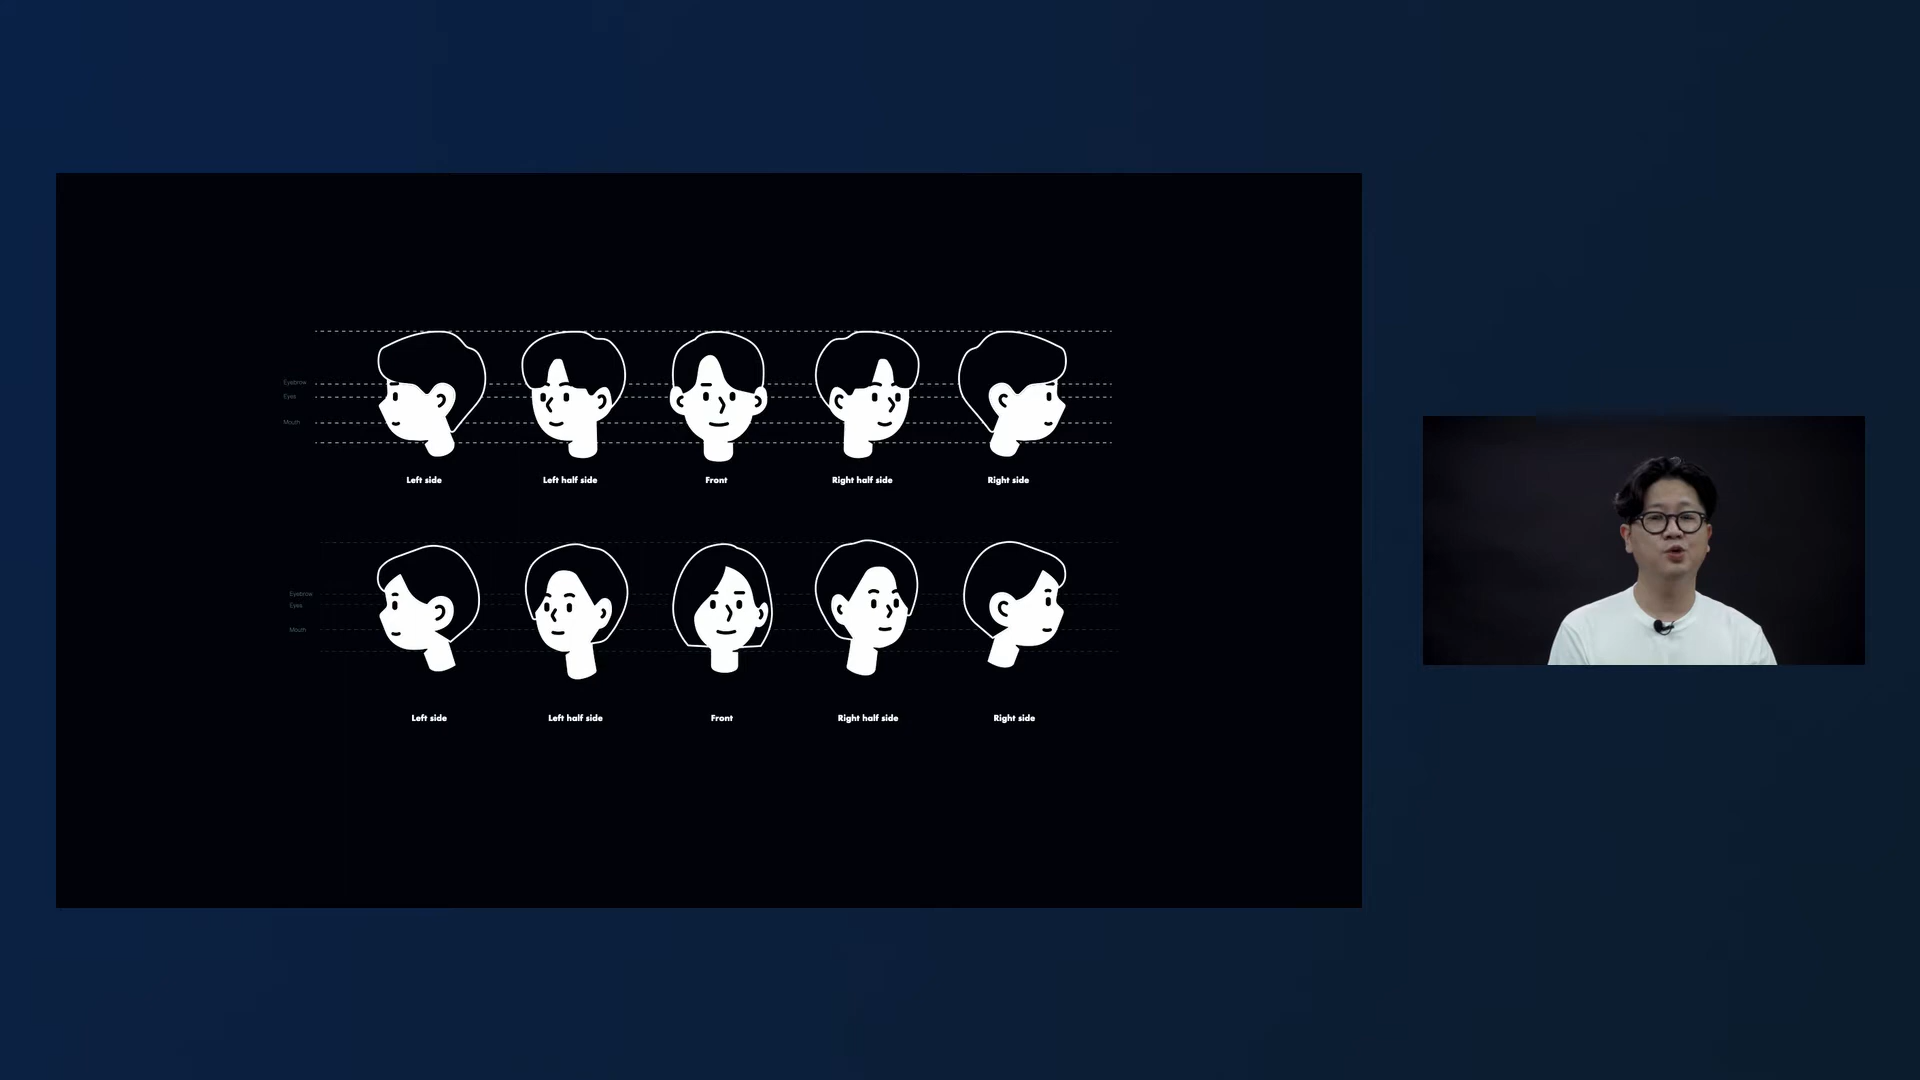 Eyebrow
Eyes
Mouth
Left side
Left half side
Front
Right half side
Right side
Eyebrow
Eyes
Mouth
Left side
Left half side
Front
Right half side
Right side